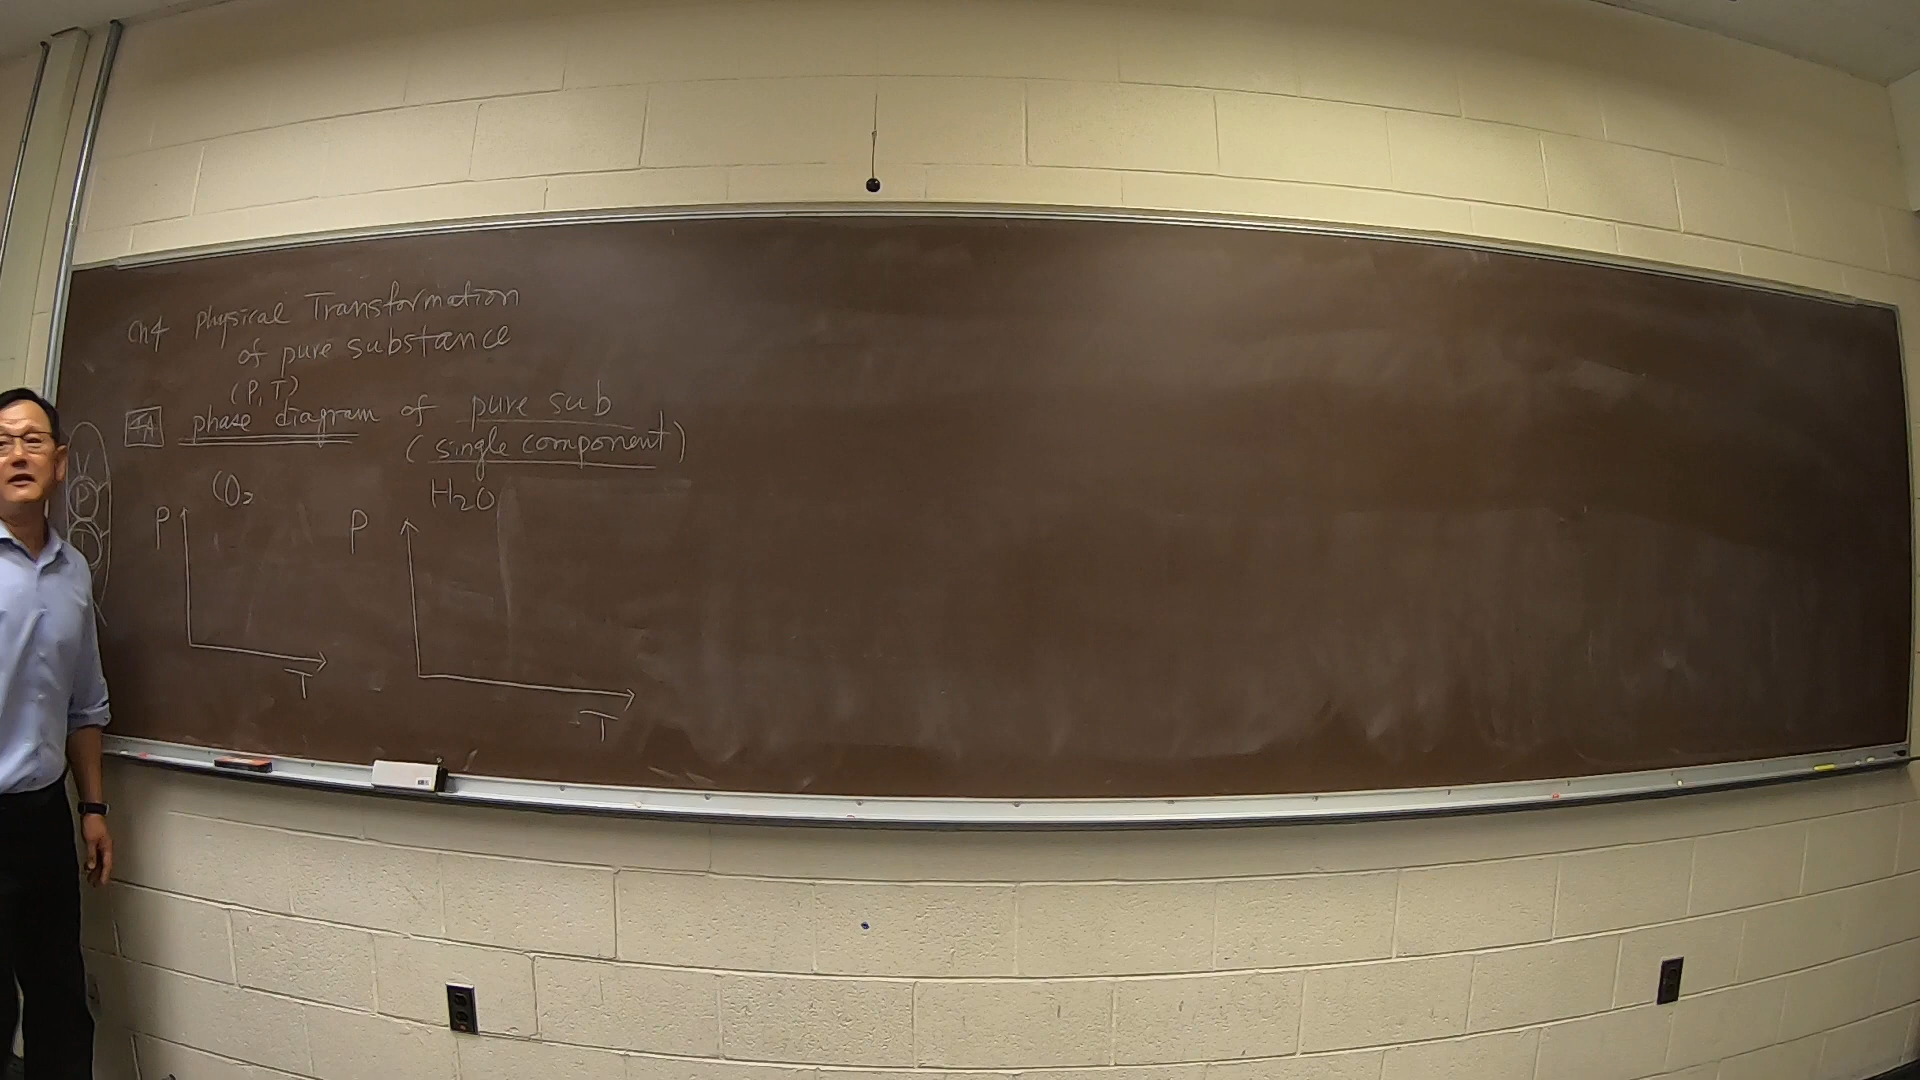 Ch4 Physical Transformation
of pure substance
(P, T)
4A phase diagram of pure sub
(single component)
CO2
H2O
P
P
T
T
V
P
T